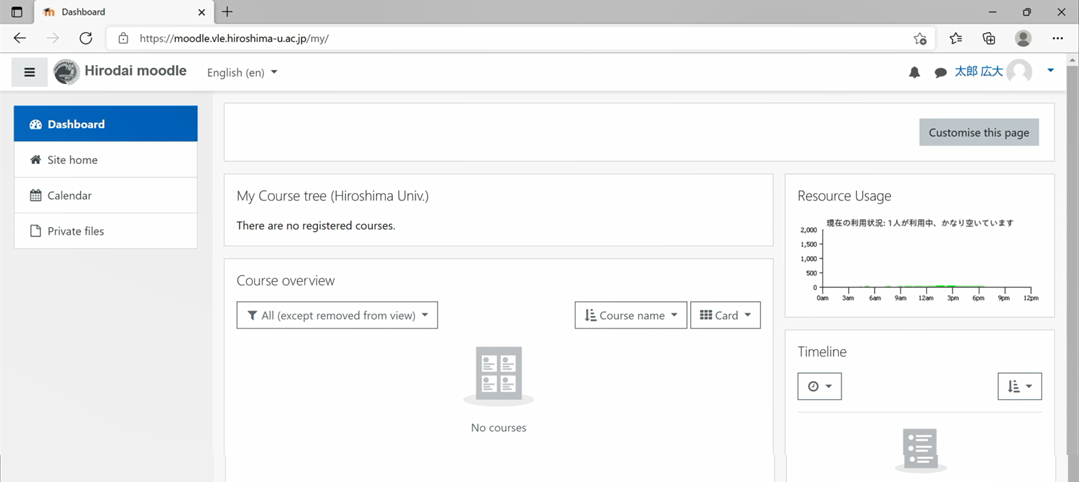 Dashboard
https://moodle.vle.hiroshima-u.ac.jp/my/
Hirodai moodle
English (en)
太郎 広大
Dashboard
Site home
Calendar
Private files
Customise this page
My Course tree (Hiroshima Univ.)
There are no registered courses.
Course overview
All (except removed from view)
Course name
Card
No courses
Resource Usage
現在の利用状況: 1人が利用中、かなり空いています
2,000
1,500
1,000
500
0
0am 3am 6am 9am 12am 3pm 6pm 9pm 12pm
Timeline